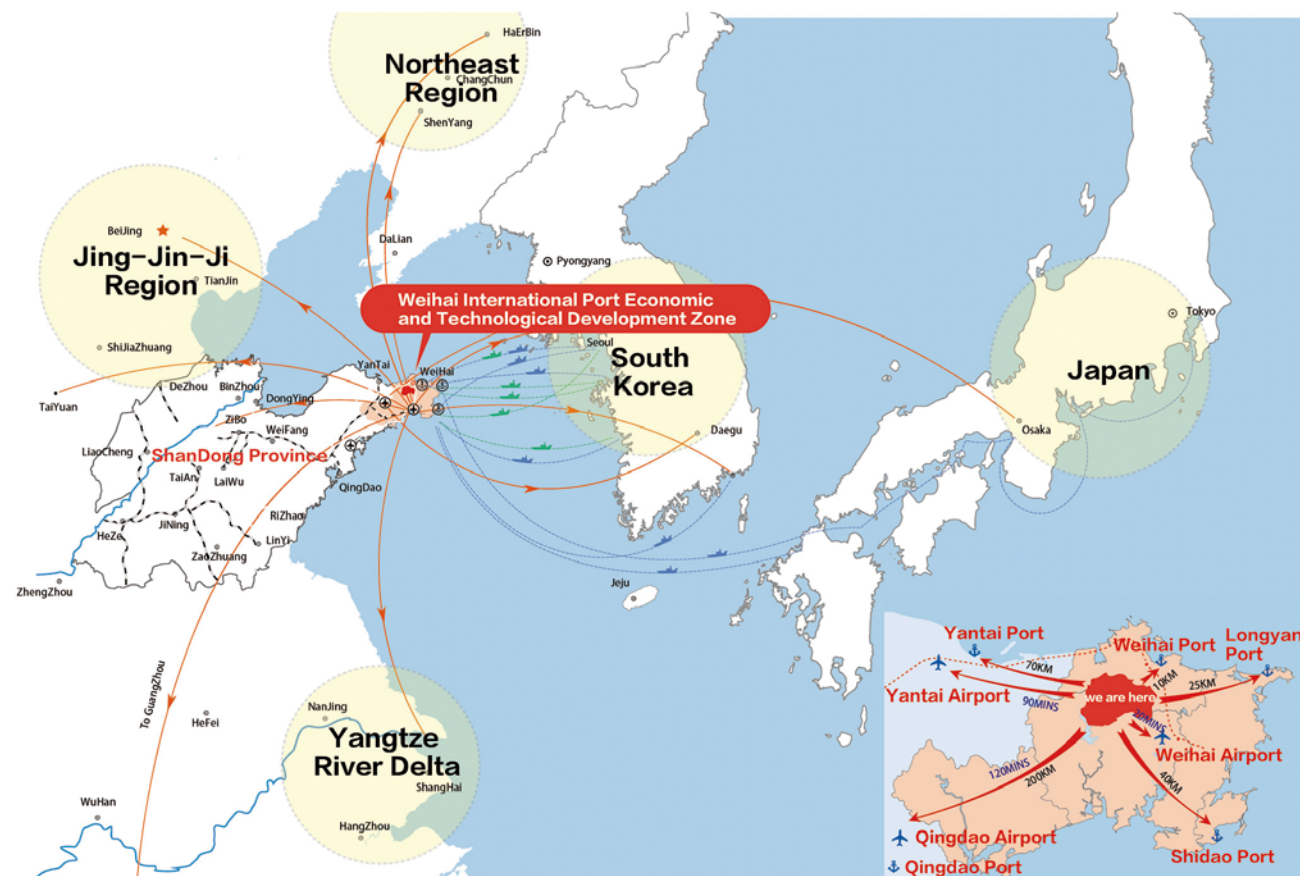 HaErBin
Northeast
Region
ChangChun
ShenYang
BeiJing
Jing-Jin-Ji
Region
TianJin
ShiJiaZhuang
DaLian
Pyongyang
Weihai International Port Economic
and Technological Development Zone
Seoul
South
Korea
Daegu
Japan
Tokyo
Osaka
YanTai
WeiHai
TaiYuan
DeZhou
BinZhou
DongYing
ZiBo
WeiFang
LiaoCheng
ShanDong Province
TaiAn
LaiWu
QingDao
JiNing
RiZhao
HeZe
ZaoZhuang
LinYi
ZhengZhou
Jeju
To GuangZhou
HeFei
NanJing
Yangtze
River Delta
ShangHai
HangZhou
WuHan
Yantai Port
Weihai Port
Longyan
Port
70KM
10KM
25KM
Yantai Airport
we are here
90MINS
20MINS
Weihai Airport
120MINS
200KM
40KM
Qingdao Airport
Qingdao Port
Shidao Port